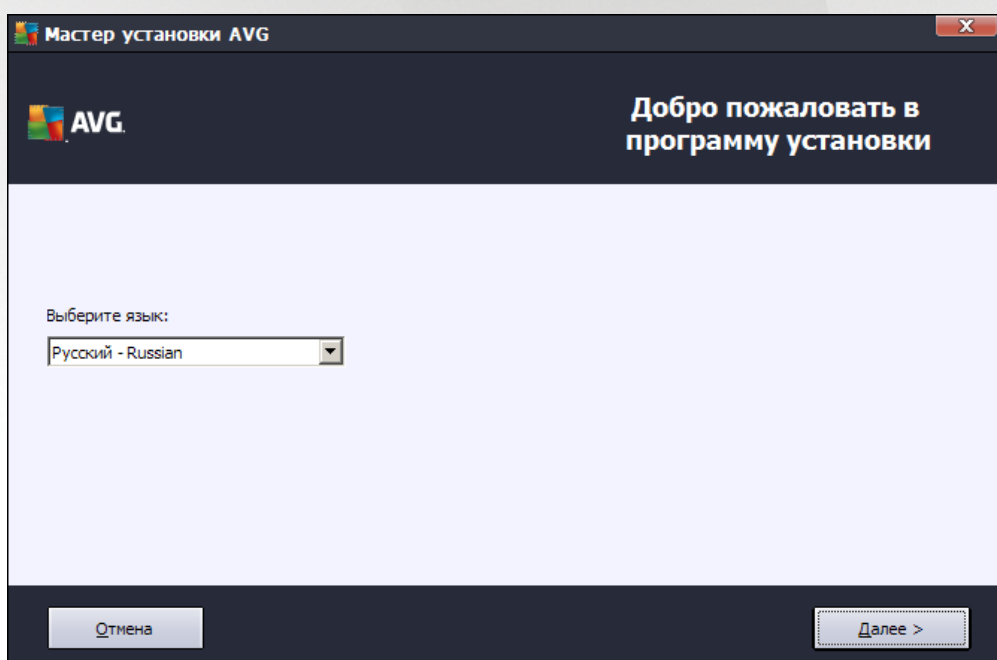 Мастер установки AVG
X
AVG.
Добро пожаловать в
программу установки
Выберите язык:
Русский - Russian
Отмена
Далее >